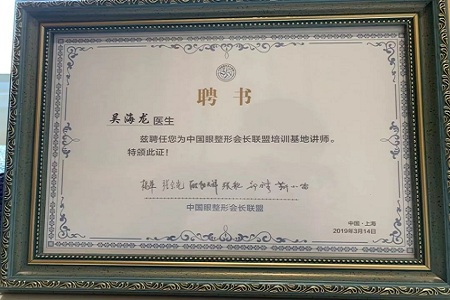 聘书
吴海龙 医生
兹聘任您为中国眼整形会长联盟培训基地讲师。
特颁此证！
中国眼整形会长联盟
中国·上海
2019年3月14日